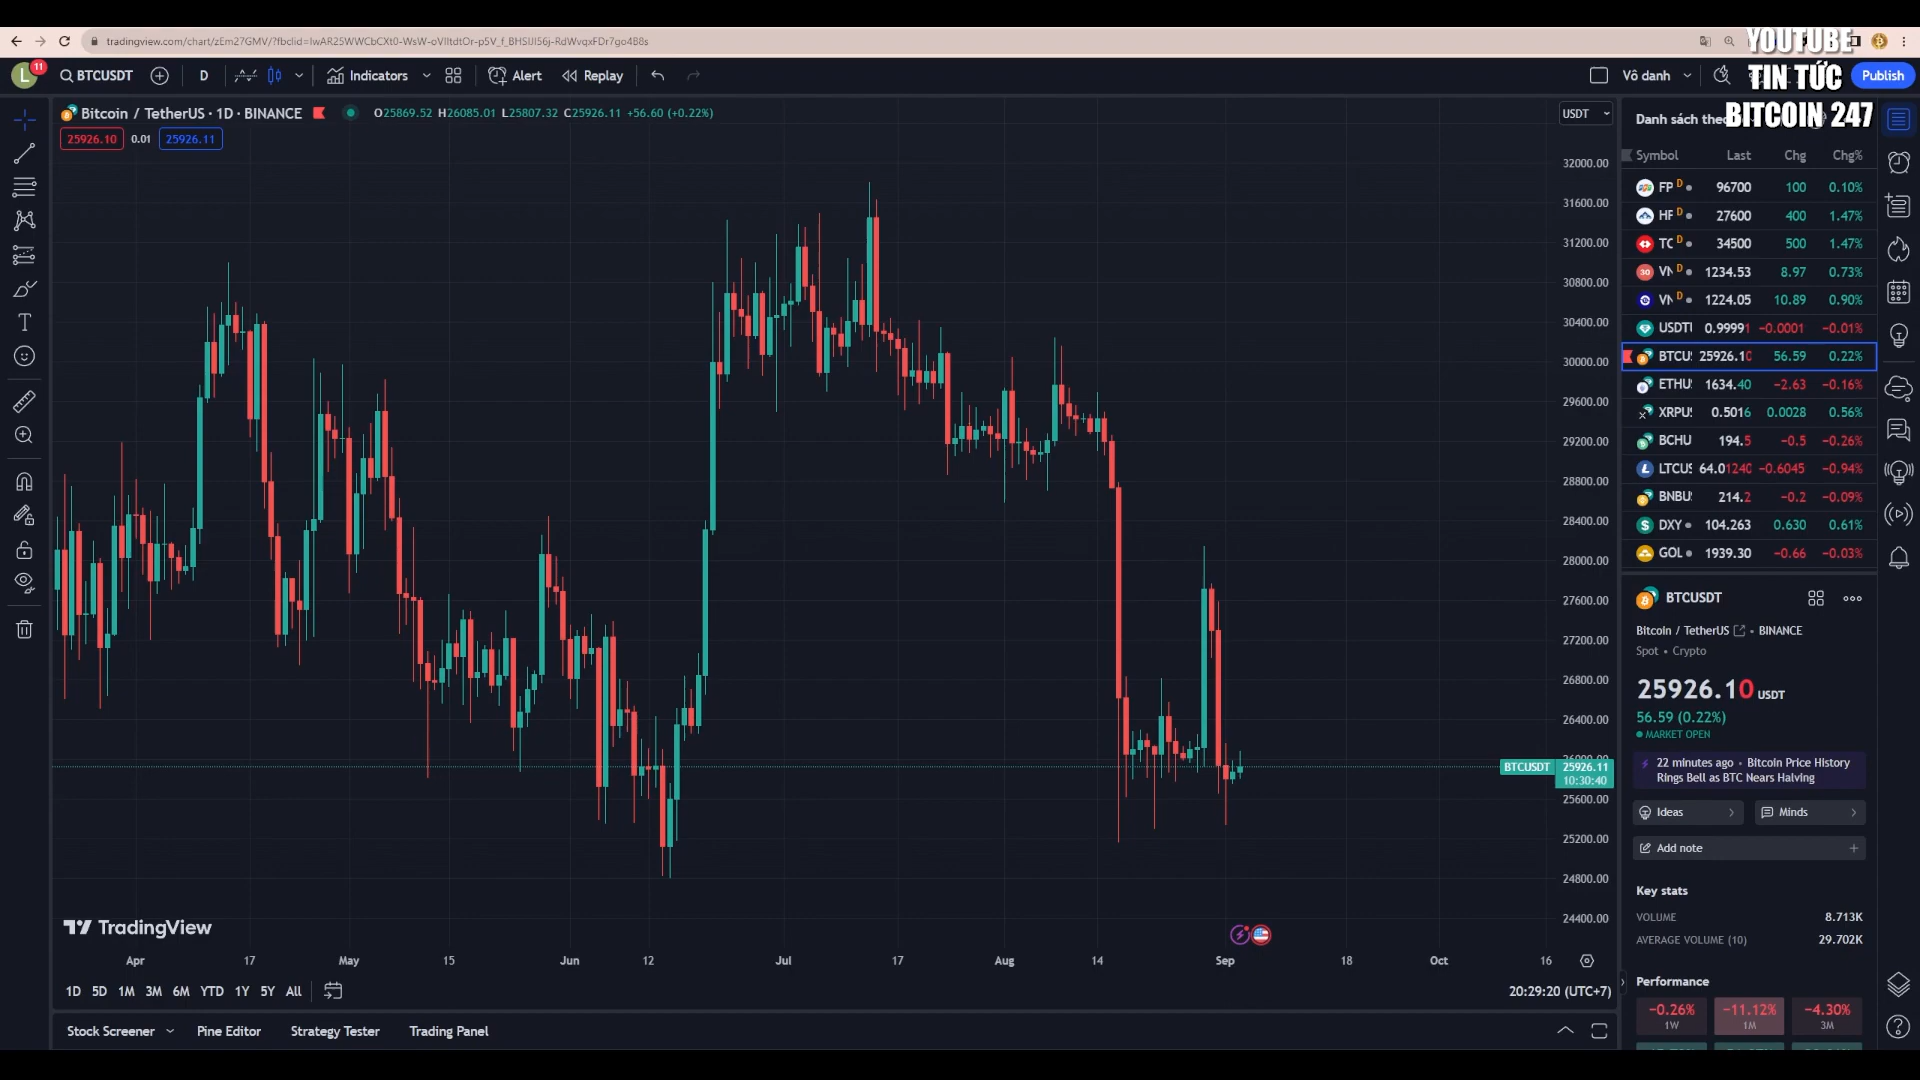 tradingview.com/chart/zEm27GMV/?fbclid=IwAR25WWCbCXt0-WsW-oVIltdtOr-p5V_f_BHSIJI56j-RdWvqxFDr7go4B8s
YOUTUBE
TIN TỨC
BITCOIN 247
L 11
BTCUSDT
D
Indicators
Alert
Replay
Vô danh
Publish
Bitcoin / TetherUS · 1D · BINANCE
O25869.52 H26085.01 L25807.32 C25926.11 +56.60 (+0.22%)
25926.10 0.01 25926.11
USDT
32000.00
31600.00
31200.00
30800.00
30400.00
30000.00
29600.00
29200.00
28800.00
28400.00
28000.00
27600.00
27200.00
26800.00
26400.00
26000.00
BTCUSDT 25926.11
10:30:40
25600.00
25200.00
24800.00
24400.00
TradingView
Apr 17 May 15 Jun 12 Jul 17 Aug 14 Sep 18 Oct 16
1D 5D 1M 3M 6M YTD 1Y 5Y All
20:29:20 (UTC+7)
Stock Screener Pine Editor Strategy Tester Trading Panel
Danh sách theo
Symbol Last Chg Chg%
FP D 96700 100 0.10%
HF D 27600 400 1.47%
TC D 34500 500 1.47%
30 VN D 1234.53 8.97 0.73%
VN D 1224.05 10.89 0.90%
USDT 0.99991 -0.0001 -0.01%
BTCU 25926.10 56.59 0.22%
ETHU 1634.40 -2.63 -0.16%
XRPU 0.5016 0.0028 0.56%
BCHU 194.5 -0.5 -0.26%
LTCUS 64.01240 -0.6045 -0.94%
BNBU 214.2 -0.2 -0.09%
DXY 104.263 0.630 0.61%
GOL 1939.30 -0.66 -0.03%
BTCUSDT
Bitcoin / TetherUS • BINANCE
Spot • Crypto
25926.10 USDT
56.59 (0.22%)
MARKET OPEN
22 minutes ago • Bitcoin Price History
Rings Bell as BTC Nears Halving
Ideas
Minds
Add note
Key stats
VOLUME 8.713K
AVERAGE VOLUME (10) 29.702K
Performance
-0.26% -11.12% -4.30%
1W 1M 3M